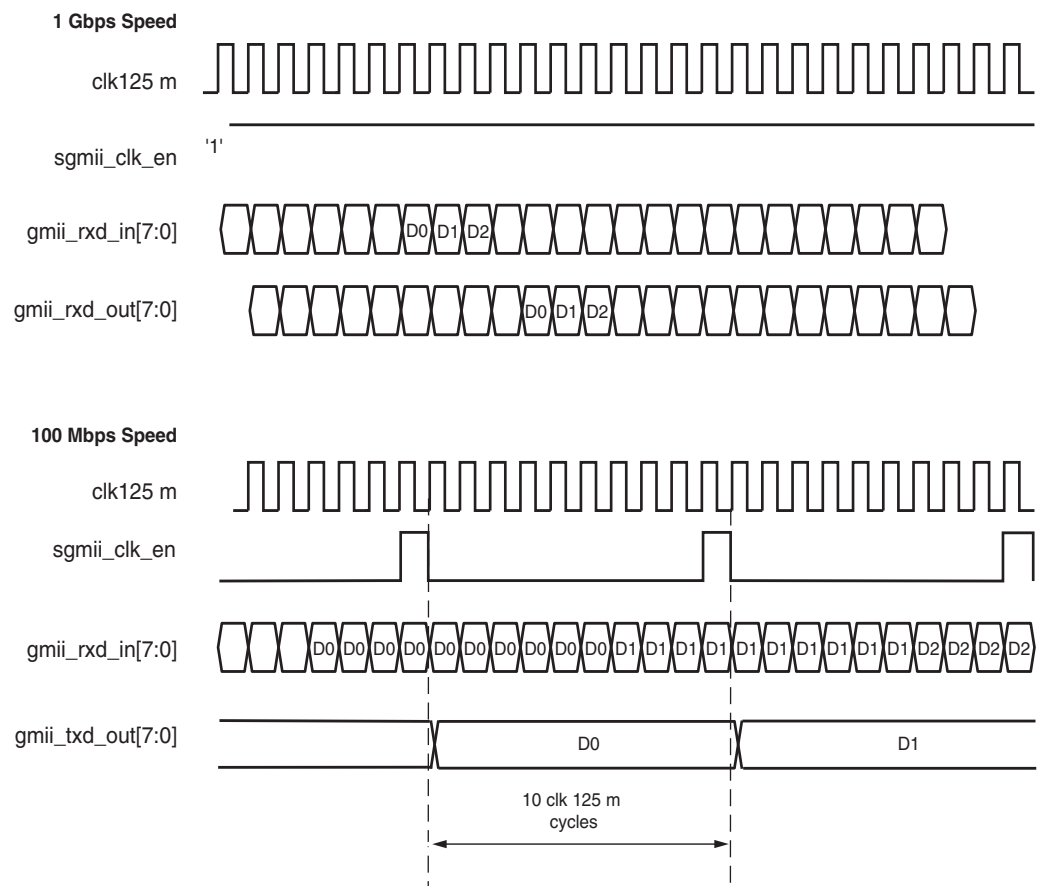 1 Gbps Speed
clk125 m
'1'
sgmii_clk_en
gmii_rxd_in[7:0]
D0 D1 D2
gmii_rxd_out[7:0]
D0 D1 D2
100 Mbps Speed
clk125 m
sgmii_clk_en
gmii_rxd_in[7:0]
D0 D0 D0 D0 D0 D0 D0 D0 D0 D0 D1 D1 D1 D1 D1 D1 D1 D1 D1 D1 D2 D2 D2 D2
gmii_txd_out[7:0]
D0 D1
10 clk 125 m
cycles